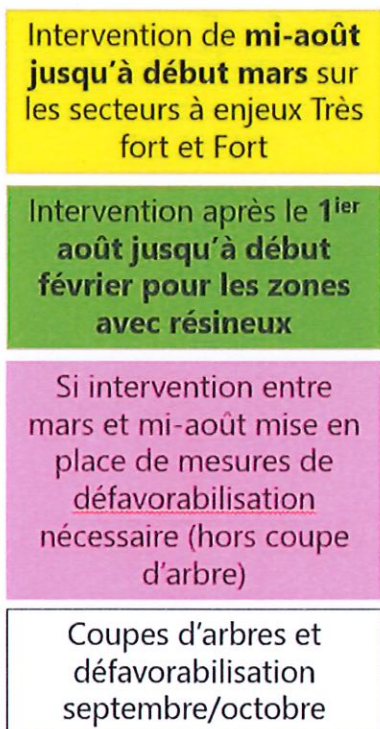 Intervention de mi-août
jusqu'à début mars sur
les secteurs à enjeux Très
fort et Fort
Intervention après le 1ier
août jusqu'à début
février pour les zones
avec résineux
Si intervention entre
mars et mi-août mise en
place de mesures de
défavorabilisation
nécessaire (hors coupe
d'arbre)
Coupes d'arbres et
défavorabilisation
septembre/octobre